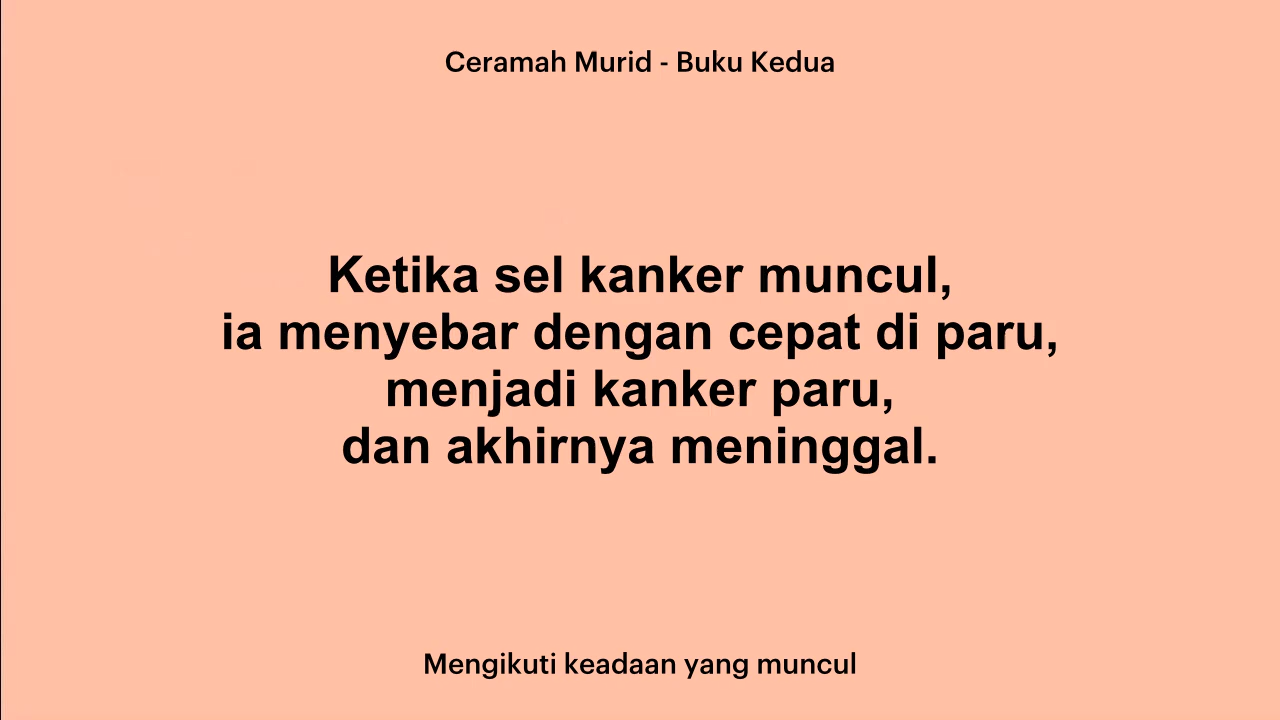 Ceramah Murid - Buku Kedua
Ketika sel kanker muncul,
ia menyebar dengan cepat di paru,
menjadi kanker paru,
dan akhirnya meninggal.
Mengikuti keadaan yang muncul